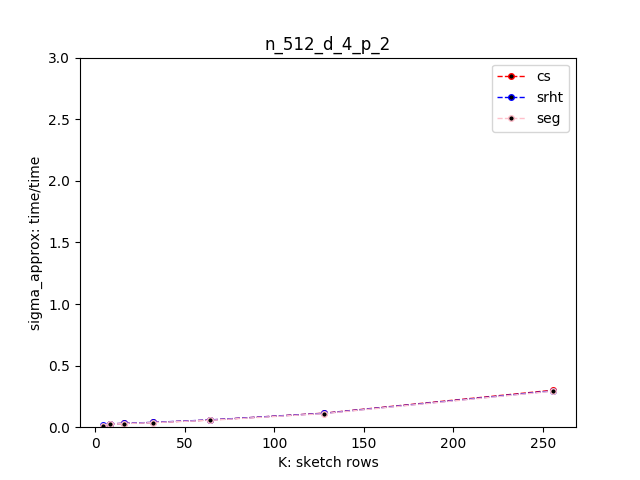 n_512_d_4_p_2
3.0
2.5
2.0
1.5
1.0
0.5
0.0
sigma_approx: time/time
cs
srht
seg
0 50 100 150 200 250
K: sketch rows